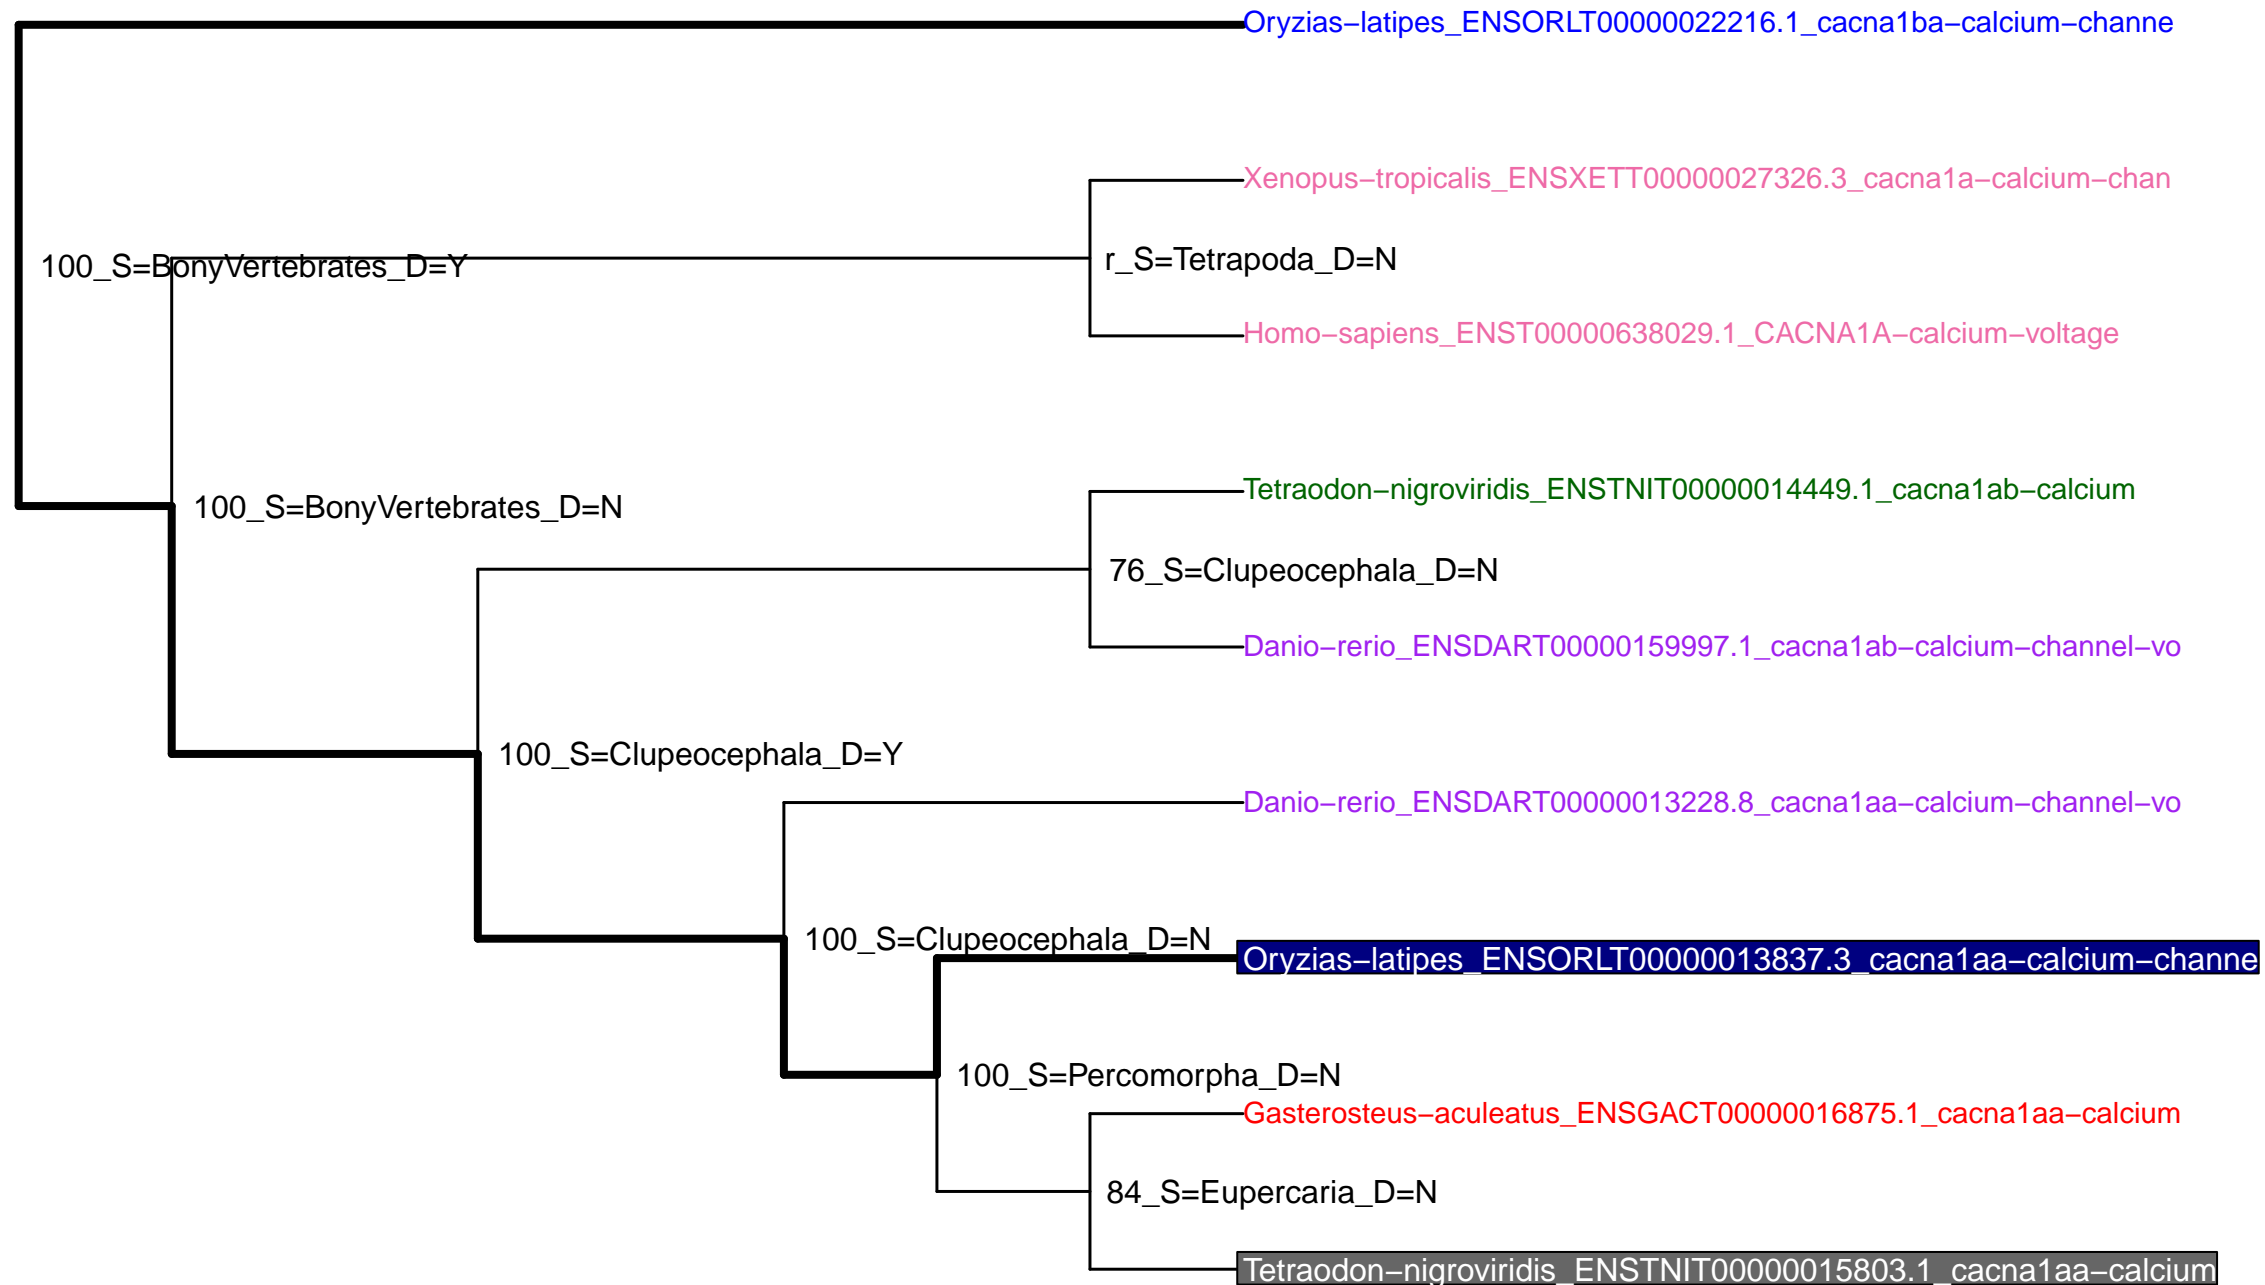 Oryzias−latipes_ENSORLT00000022216.1_cacna1ba−calcium−channe
Xenopus−tropicalis_ENSXETT00000027326.3_cacna1a−calcium−chan
100_S=BonyVertebrates_D=Y
r_S=Tetrapoda_D=N
Homo−sapiens_ENST00000638029.1_CACNA1A−calcium−voltage
Tetraodon−nigroviridis_ENSTNIT00000014449.1_cacna1ab−calcium
100_S=BonyVertebrates_D=N
76_S=Clupeocephala_D=N
Danio−rerio_ENSDART00000159997.1_cacna1ab−calcium−channel−vo
100_S=Clupeocephala_D=Y
Danio−rerio_ENSDART00000013228.8_cacna1aa−calcium−channel−vo
100_S=Clupeocephala_D=N
Oryzias−latipes_ENSORLT00000013837.3_cacna1aa−calcium−channe
100_S=Percomorpha_D=N
Gasterosteus−aculeatus_ENSGACT00000016875.1_cacna1aa−calcium
84_S=Eupercaria_D=N
Tetraodon−nigroviridis_ENSTNIT00000015803.1_cacna1aa−calcium